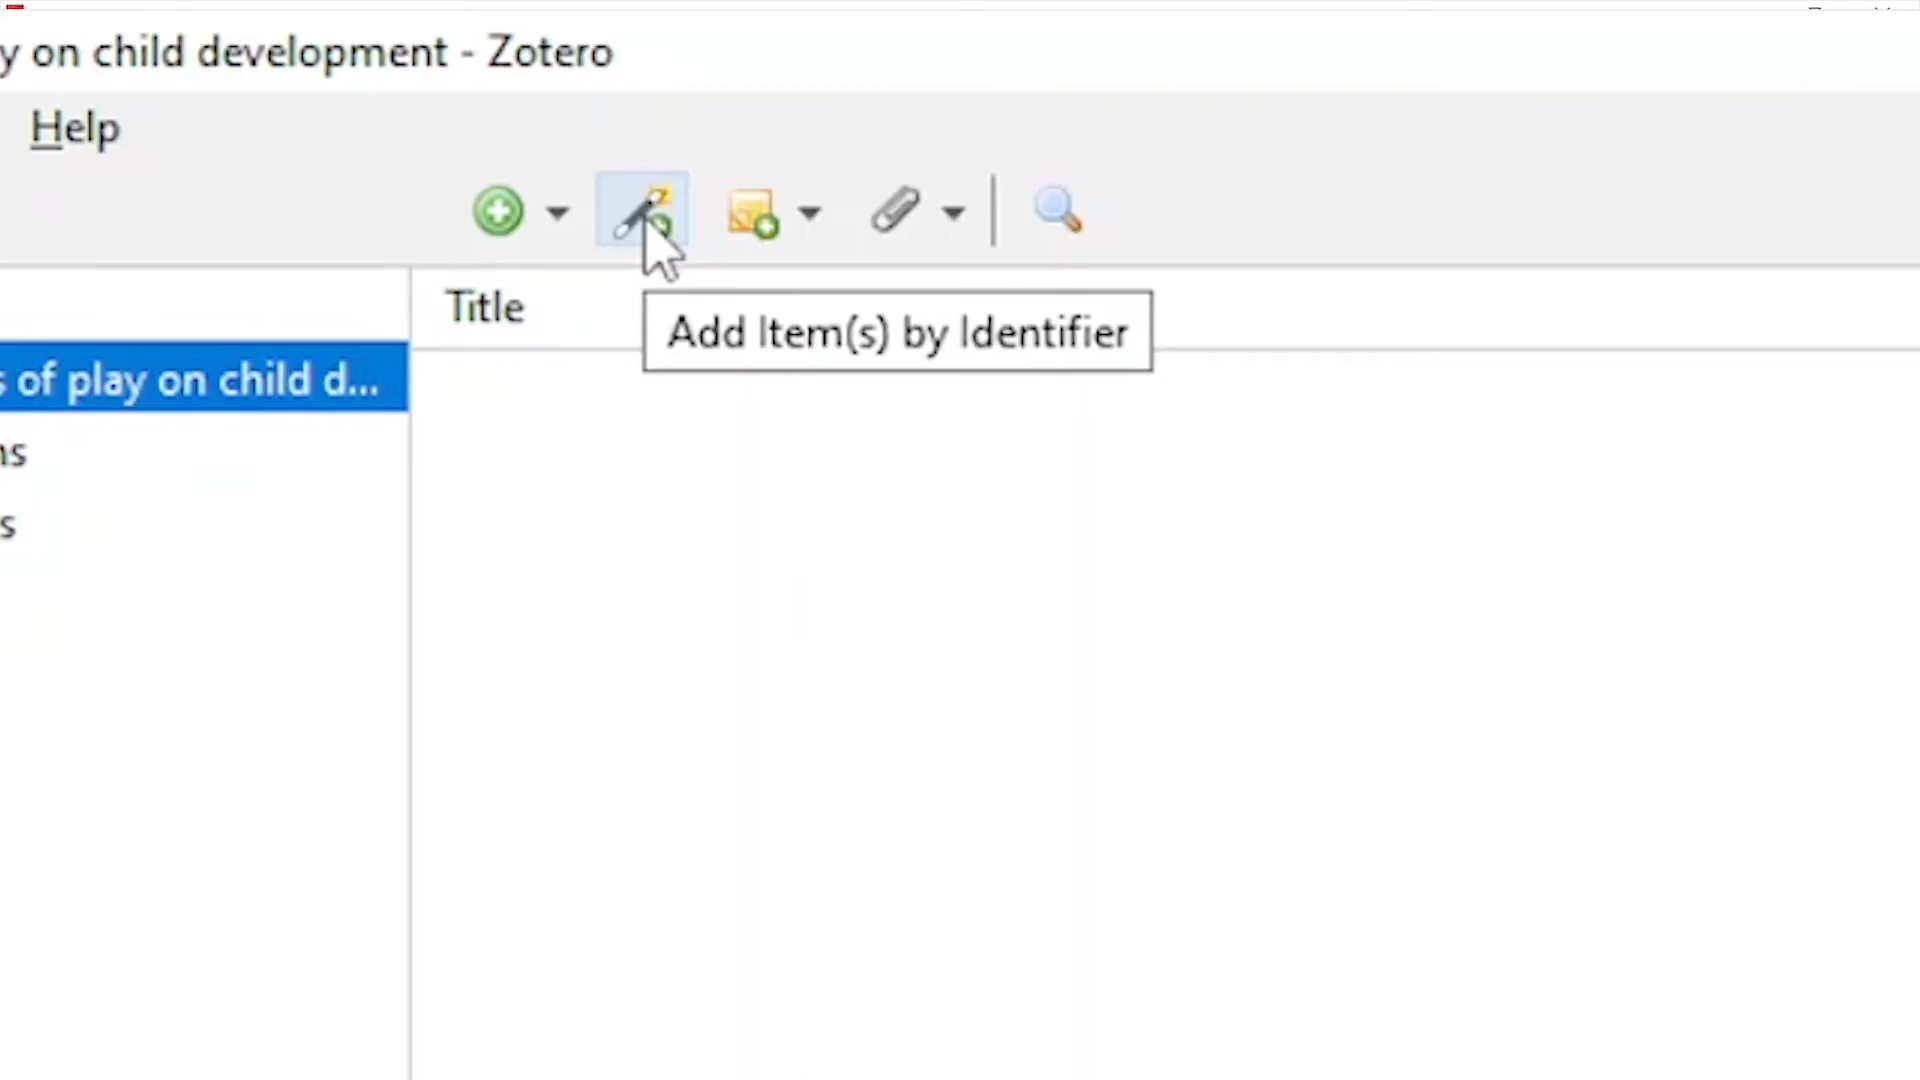 y on child development - Zotero
Help
Title
Add Item(s) by Identifier
s of play on child d...
ns
s